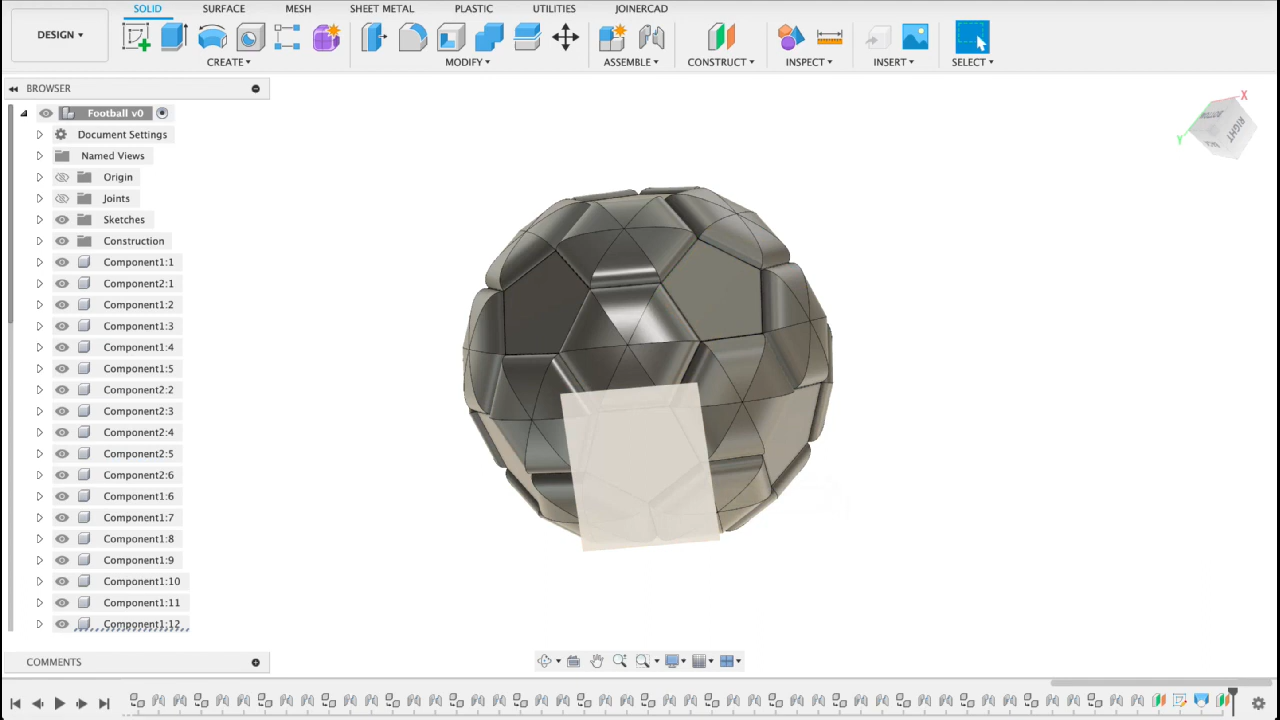 SOLID SURFACE MESH SHEET METAL PLASTIC UTILITIES JOINERCAD
DESIGN
CREATE MODIFY ASSEMBLE CONSTRUCT INSPECT INSERT SELECT
BROWSER
Football v0
Document Settings
Named Views
Origin
Joints
Sketches
Construction
Component1:1
Component2:1
Component1:2
Component1:3
Component1:4
Component1:5
Component2:2
Component2:3
Component2:4
Component2:5
Component2:6
Component1:6
Component1:7
Component1:8
Component1:9
Component1:10
Component1:11
Component1:12
X
Y
BOTTOM
RIGHT
COMMENTS